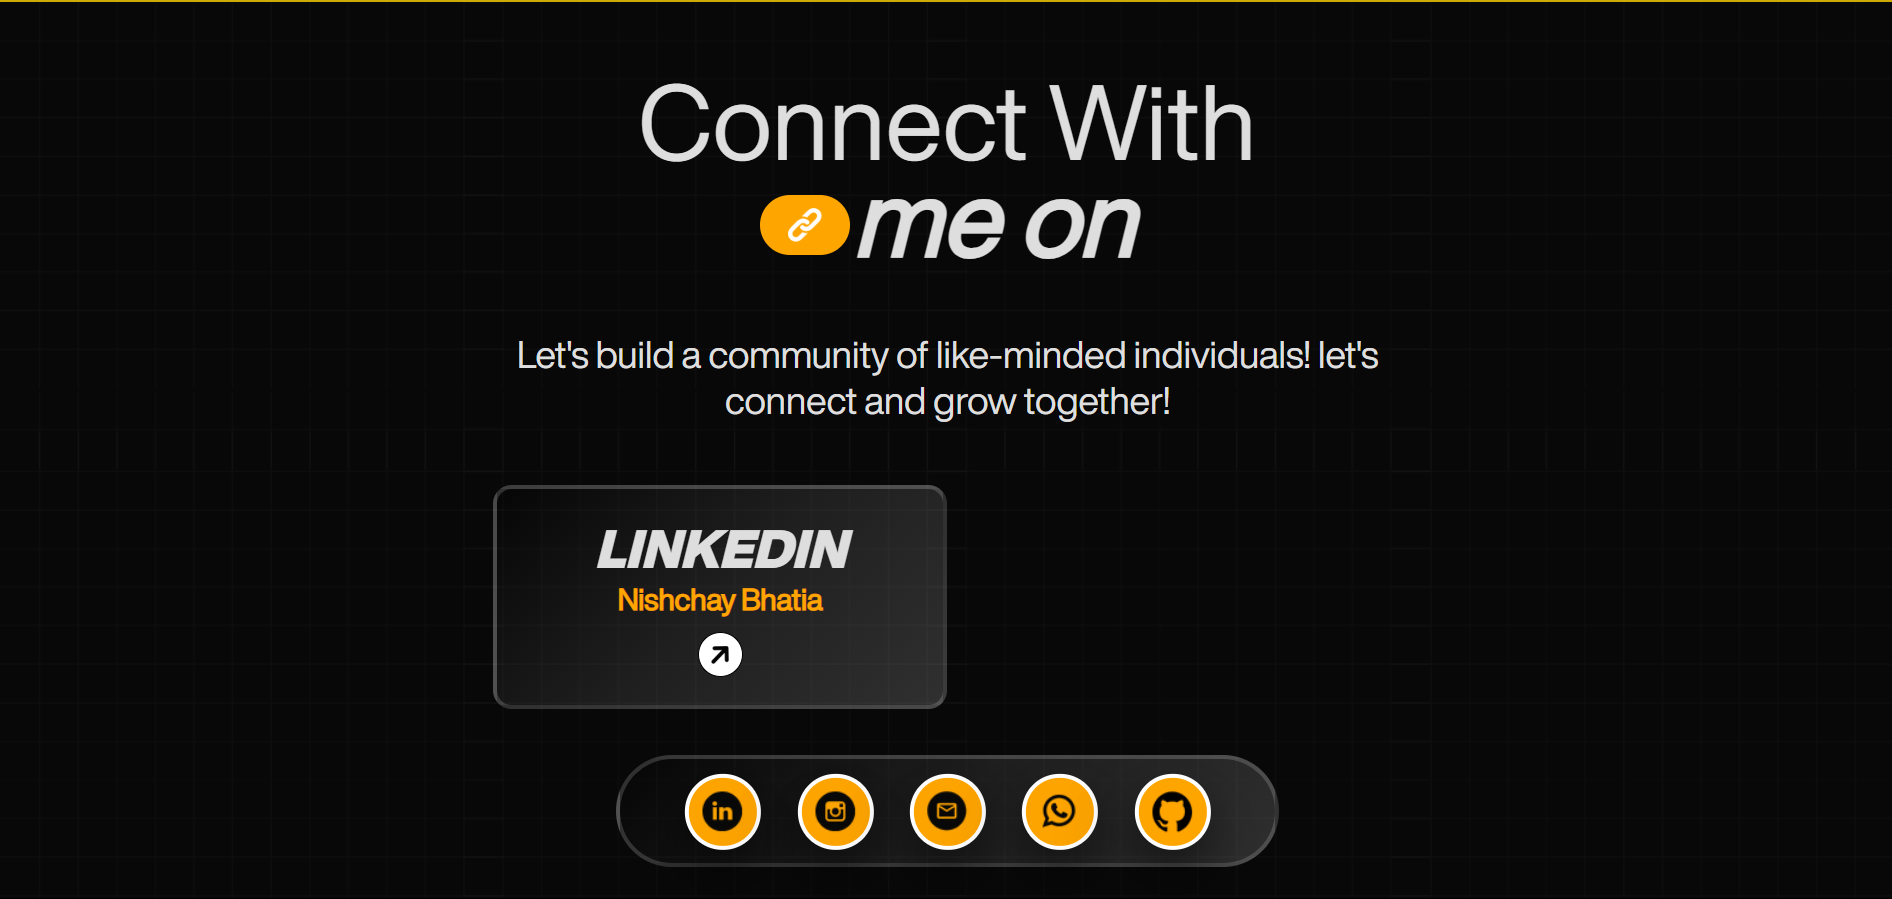 Connect With
me on
Let's build a community of like-minded individuals! let's
connect and grow together!
LINKEDIN
Nishchay Bhatia
in